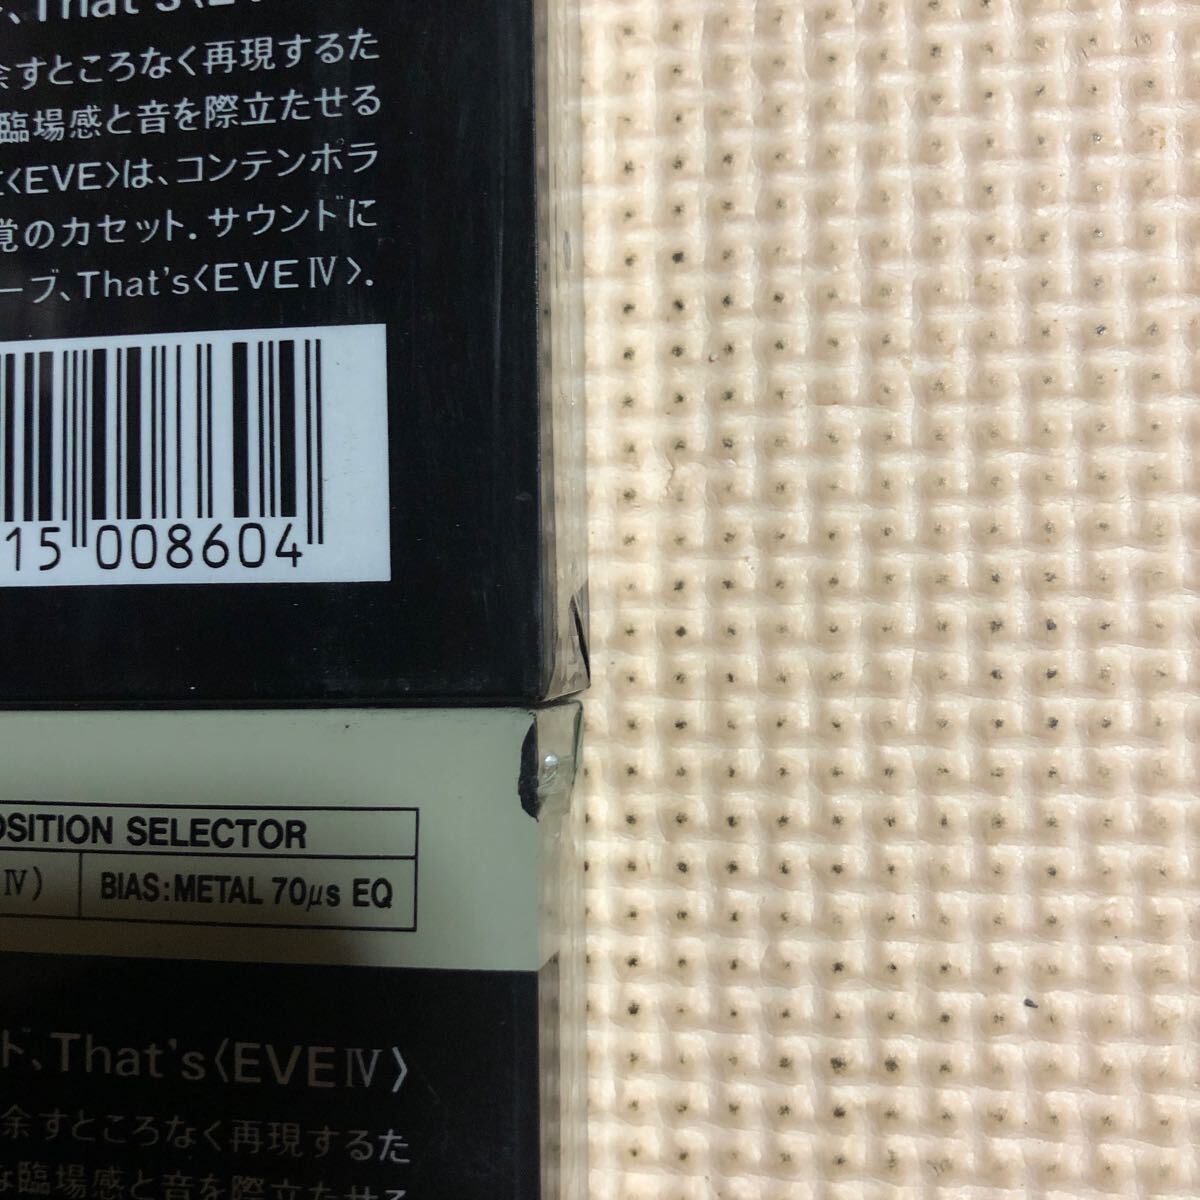 、That's〈E
余すところなく再現するた
臨場感と音を際立たせる
〈EVE〉は、コンテンポラ
覚のカセット．サウンドに
ーブ、That's〈EVE Ⅳ〉．
15 008604
OSITION SELECTOR
Ⅳ) BIAS:METAL 70μs EQ
ド、That's〈EVE Ⅳ〉
余すところなく再現するた
な臨場感と音を際立たせる